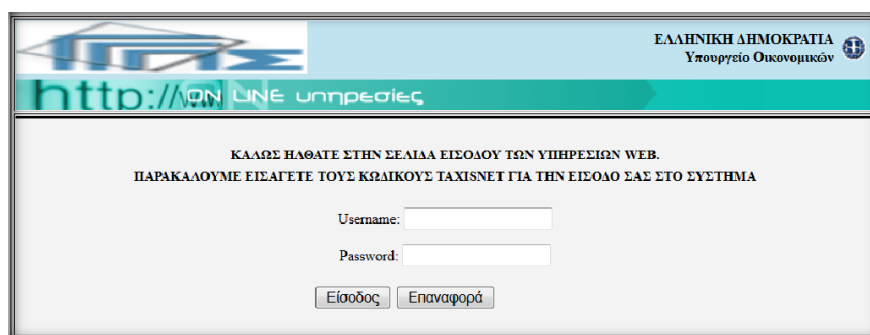 ΕΛΛΗΝΙΚΗ ΔΗΜΟΚΡΑΤΙΑ
Υπουργείο Οικονομικών
http://www
ON LINE υπηρεσίες
ΚΑΛΩΣ ΗΛΘΑΤΕ ΣΤΗΝ ΣΕΛΙΔΑ ΕΙΣΟΔΟΥ ΤΩΝ ΥΠΗΡΕΣΙΩΝ WEB.
ΠΑΡΑΚΑΛΟΥΜΕ ΕΙΣΑΓΕΤΕ ΤΟΥΣ ΚΩΔΙΚΟΥΣ TAXISNET ΓΙΑ ΤΗΝ ΕΙΣΟΔΟ ΣΑΣ ΣΤΟ ΣΥΣΤΗΜΑ
Username:
Password:
Είσοδος Επαναφορά